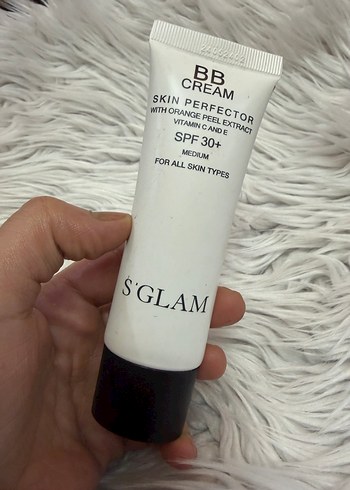 BB
CREAM
SKIN PERFECTOR
WITH ORANGE PEEL EXTRACT
VITAMIN C AND E
SPF 30+
MEDIUM
FOR ALL SKIN TYPES
S'GLAM